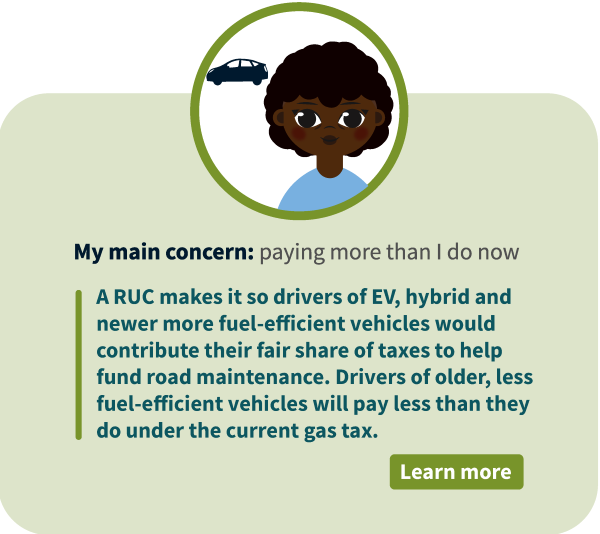 My main concern: paying more than I do now
A RUC makes it so drivers of EV, hybrid and
newer more fuel-efficient vehicles would
contribute their fair share of taxes to help
fund road maintenance. Drivers of older, less
fuel-efficient vehicles will pay less than they
do under the current gas tax.
Learn more